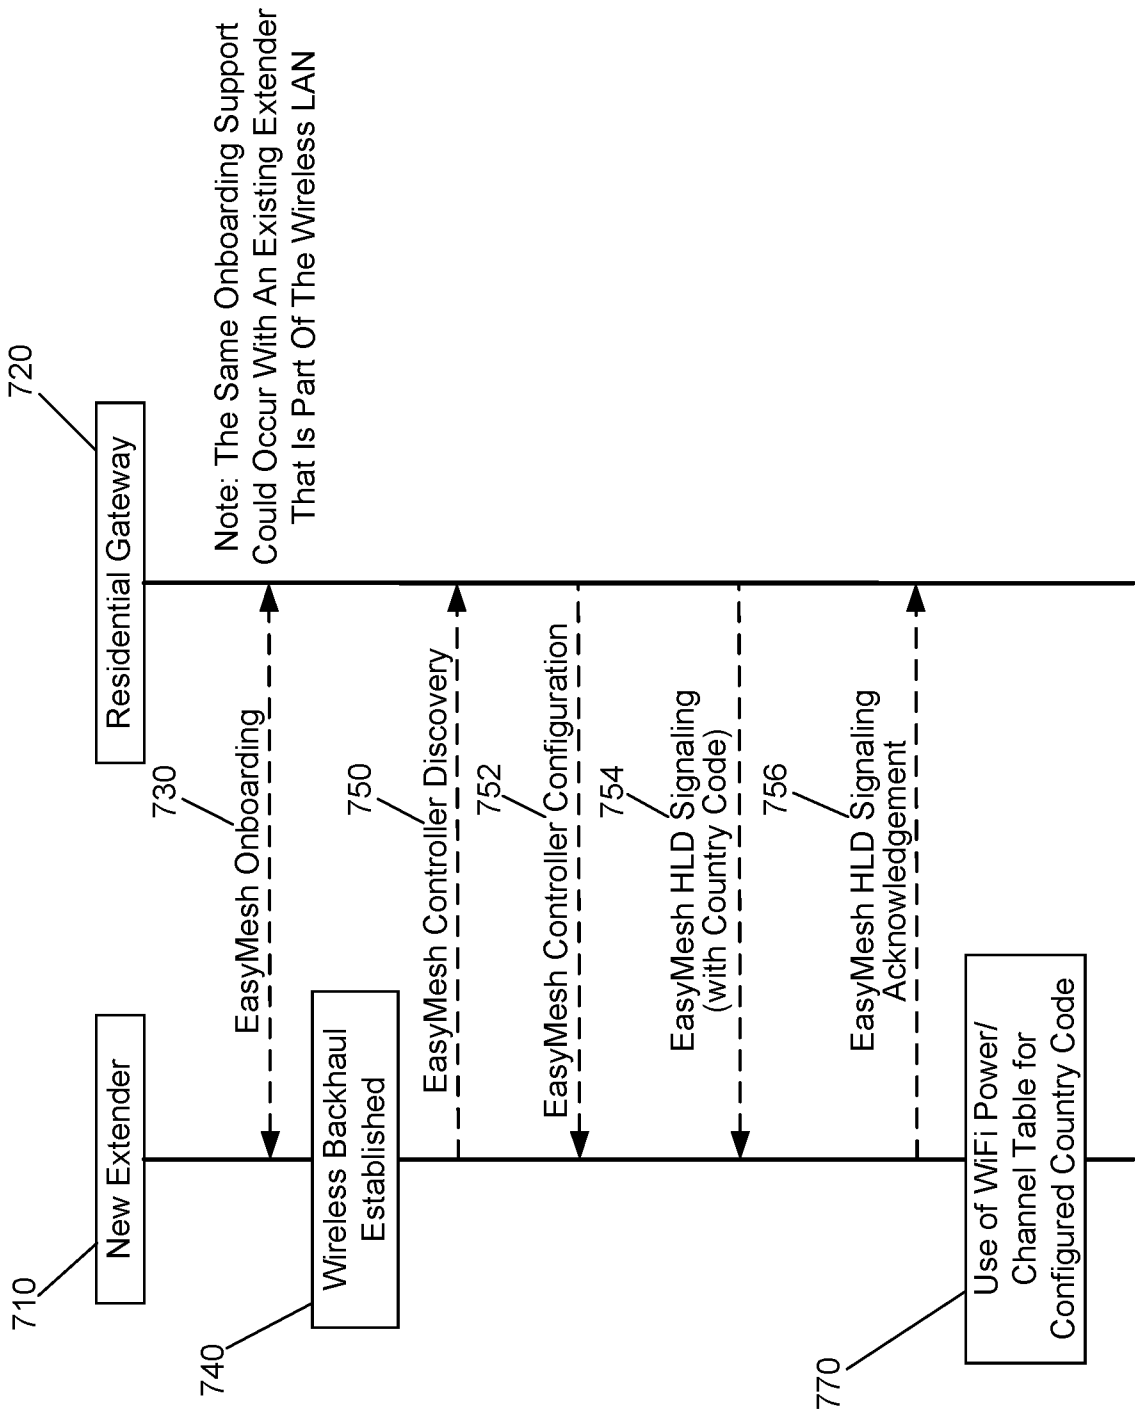 710
New Extender
720
Residential Gateway
Note: The Same Onboarding Support
Could Occur With An Existing Extender
That Is Part Of The Wireless LAN
730
EasyMesh Onboarding
740
Wireless Backhaul
Established
750
EasyMesh Controller Discovery
752
EasyMesh Controller Configuration
754
EasyMesh HLD Signaling
(with Country Code)
756
EasyMesh HLD Signaling
Acknowledgement
770
Use of WiFi Power/
Channel Table for
Configured Country Code